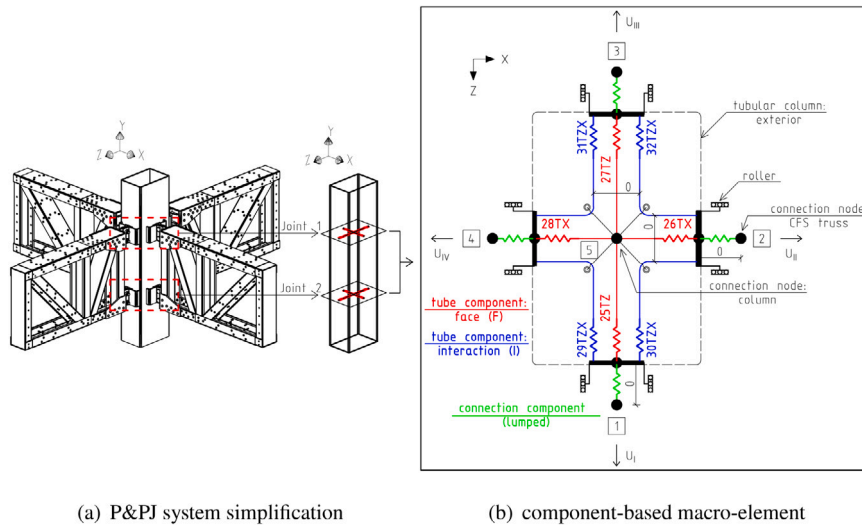 Y
Z
X
Y
Z
X
Joint 1
Joint 2
U_III
3
X
Z
tubular column:
exterior
31TZX
32TZX
27TZ
roller
0
28TX
26TX
0
connection node:
CFS truss
4
2
0
U_IV
U_II
5
connection node:
column
tube component:
face (F)
25TZ
tube component:
interaction (I)
29TZX
30TZX
0
connection component
(lumped)
1
U_I
(a) P&PJ system simplification
(b) component-based macro-element